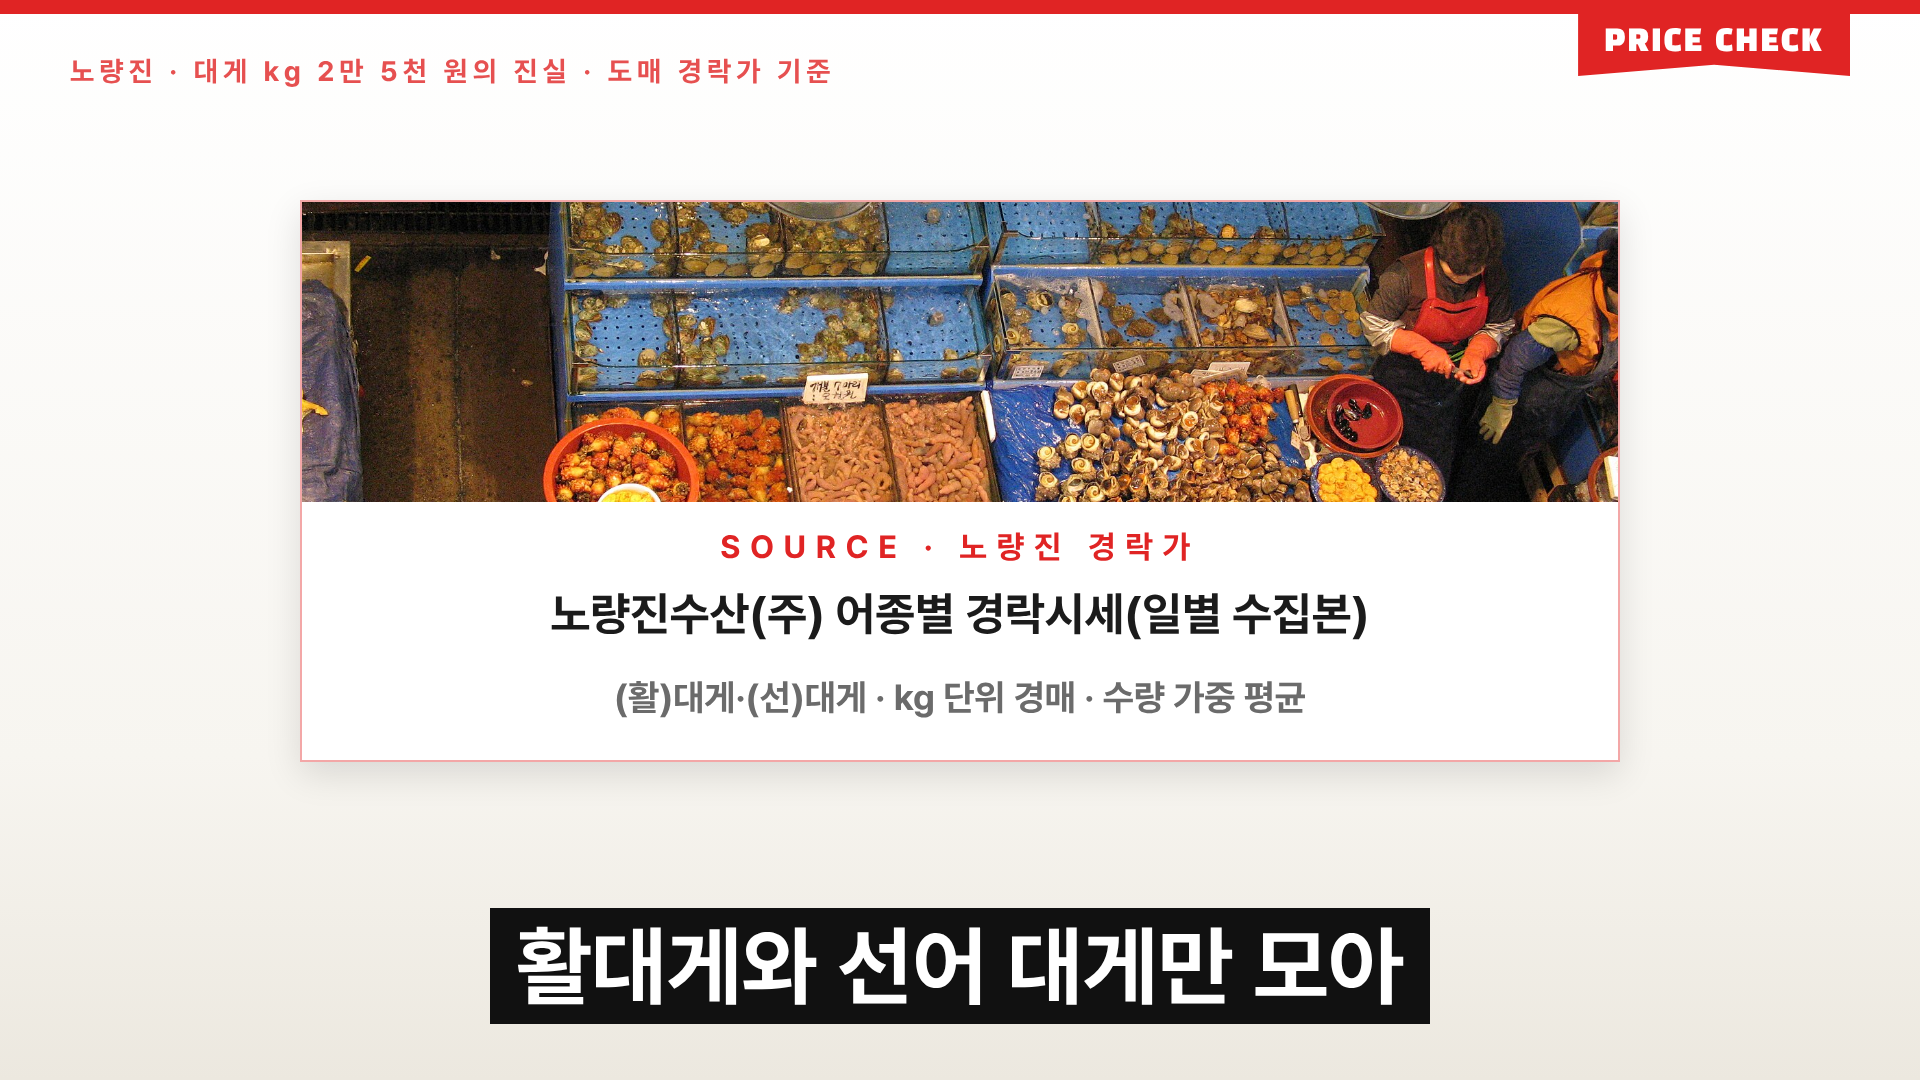 노량진 · 대게 kg 2만 5천 원의 진실 · 도매 경락가 기준
PRICE CHECK
SOURCE · 노량진 경락가
노량진수산(주) 어종별 경락시세(일별 수집본)
(활)대게·(선)대게 · kg 단위 경매 · 수량 가중 평균
활대게와 선어 대게만 모아